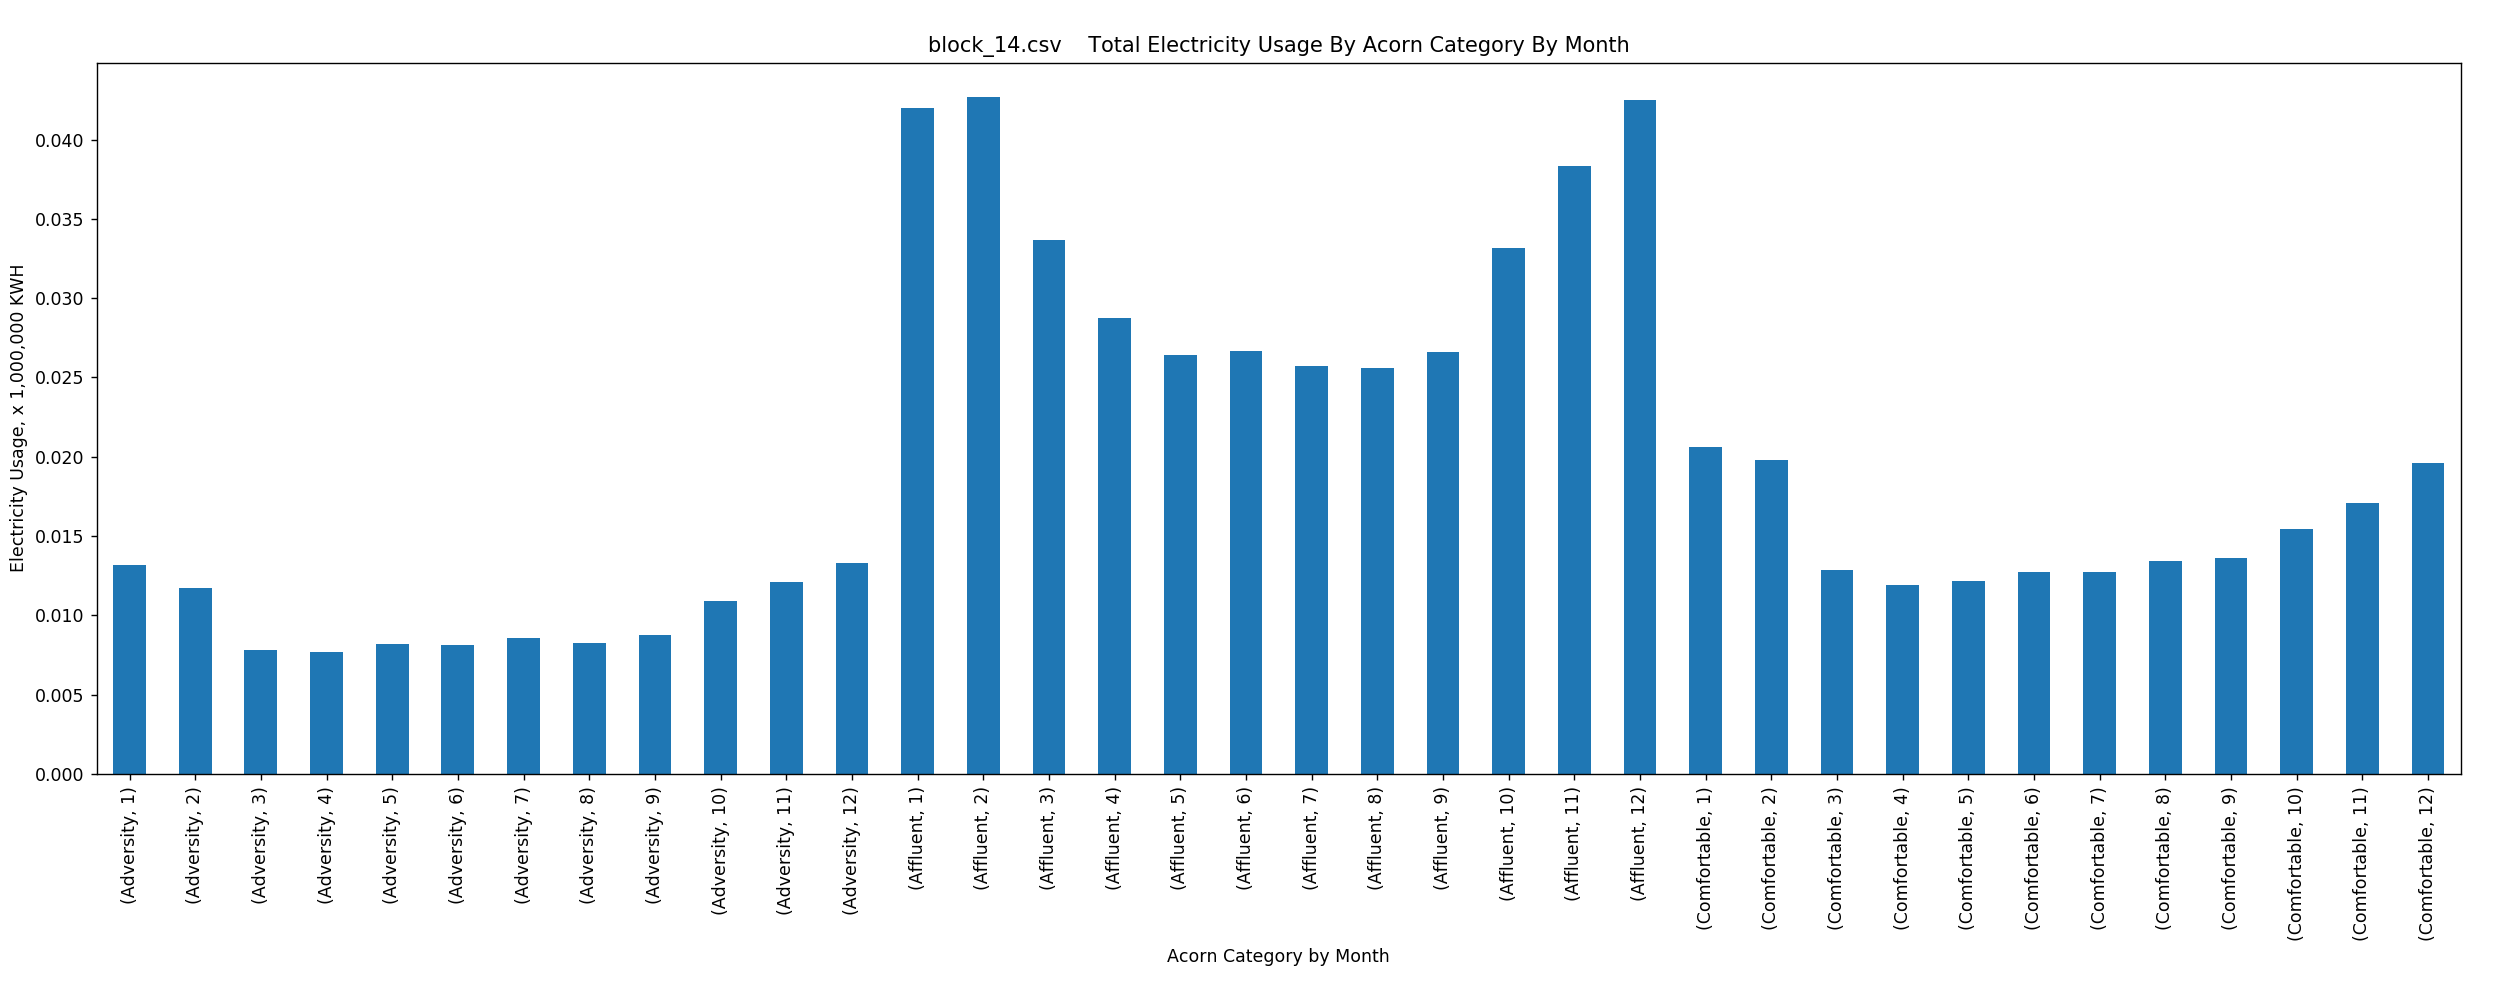 block_14.csv    Total Electricity Usage By Acorn Category By Month
Electricity Usage, x 1,000,000 KWH
0.040
0.035
0.030
0.025
0.020
0.015
0.010
0.005
0.000
(Adversity, 1)
(Adversity, 2)
(Adversity, 3)
(Adversity, 4)
(Adversity, 5)
(Adversity, 6)
(Adversity, 7)
(Adversity, 8)
(Adversity, 9)
(Adversity, 10)
(Adversity, 11)
(Adversity, 12)
(Affluent, 1)
(Affluent, 2)
(Affluent, 3)
(Affluent, 4)
(Affluent, 5)
(Affluent, 6)
(Affluent, 7)
(Affluent, 8)
(Affluent, 9)
(Affluent, 10)
(Affluent, 11)
(Affluent, 12)
(Comfortable, 1)
(Comfortable, 2)
(Comfortable, 3)
(Comfortable, 4)
(Comfortable, 5)
(Comfortable, 6)
(Comfortable, 7)
(Comfortable, 8)
(Comfortable, 9)
(Comfortable, 10)
(Comfortable, 11)
(Comfortable, 12)
Acorn Category by Month